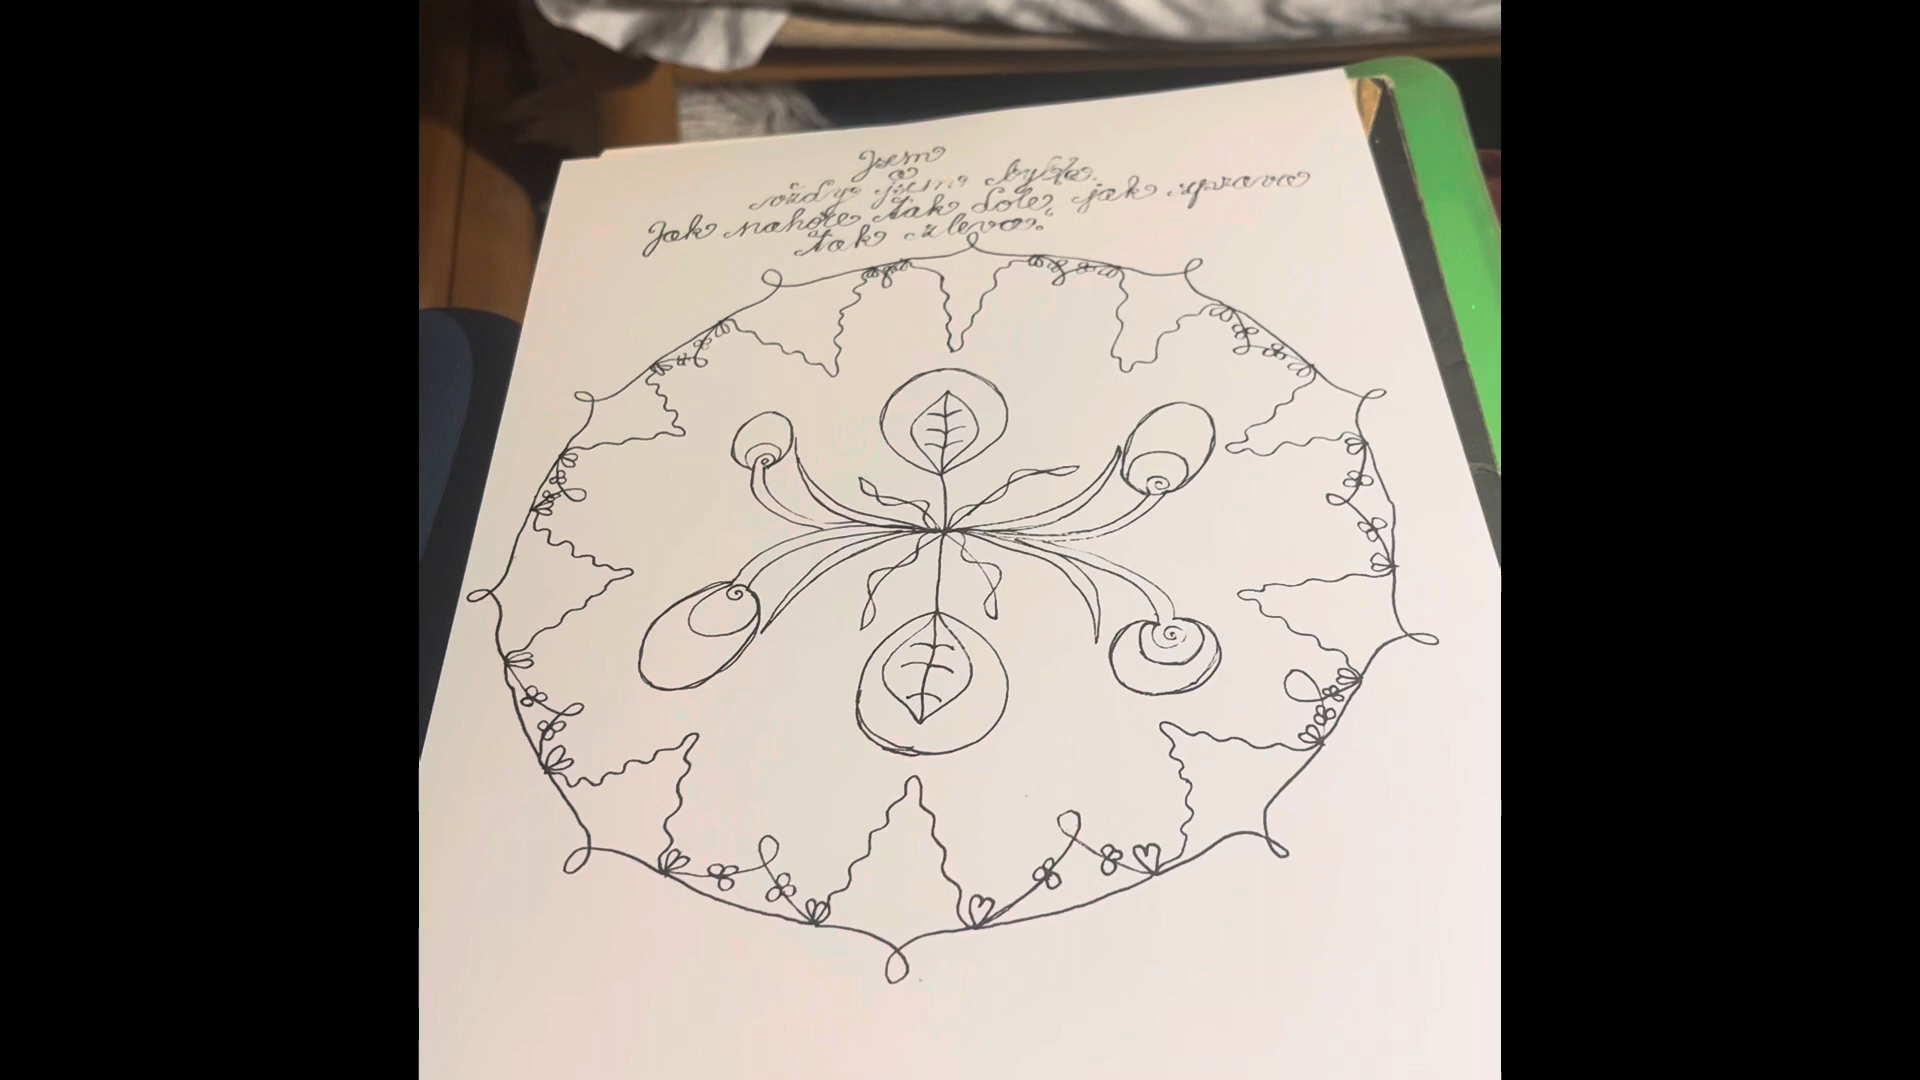 Jsem
a
vždy jsem byla.
Jak nahoře tak dole, jak zprava
tak zleva.